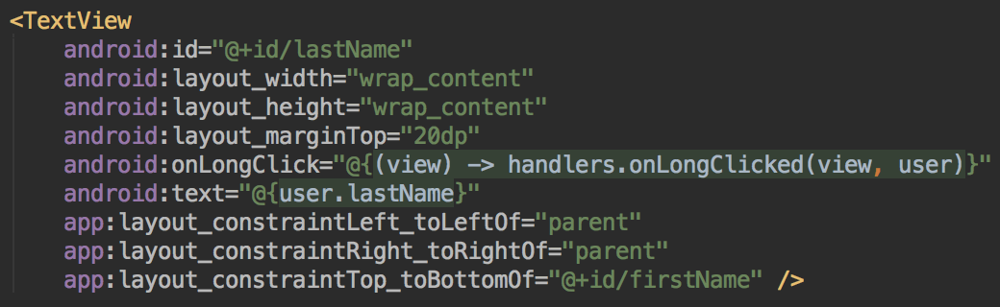 <TextView
android:id="@+id/lastName"
android:layout_width="wrap_content"
android:layout_height="wrap_content"
android:layout_marginTop="20dp"
android:onLongClick="@{(view) -> handlers.onLongClicked(view, user)}"
android:text="@{user.lastName}"
app:layout_constraintLeft_toLeftOf="parent"
app:layout_constraintRight_toRightOf="parent"
app:layout_constraintTop_toBottomOf="@+id/firstName" />